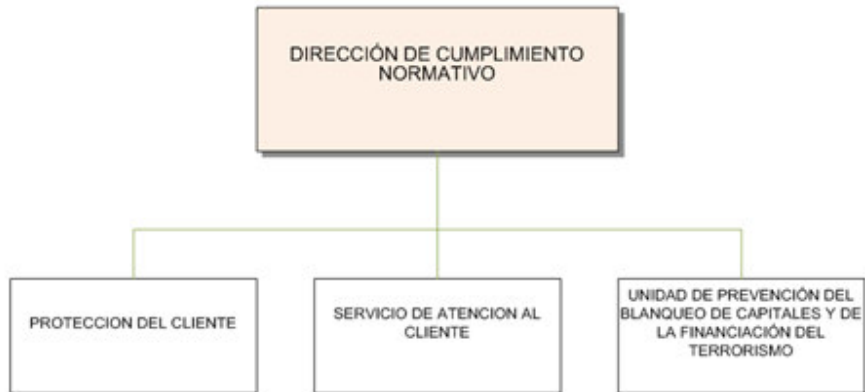 DIRECCIÓN DE CUMPLIMIENTO
NORMATIVO
PROTECCION DEL CLIENTE
SERVICIO DE ATENCION AL
CLIENTE
UNIDAD DE PREVENCIÓN DEL
BLANQUEO DE CAPITALES Y DE
LA FINANCIACIÓN DEL
TERRORISMO